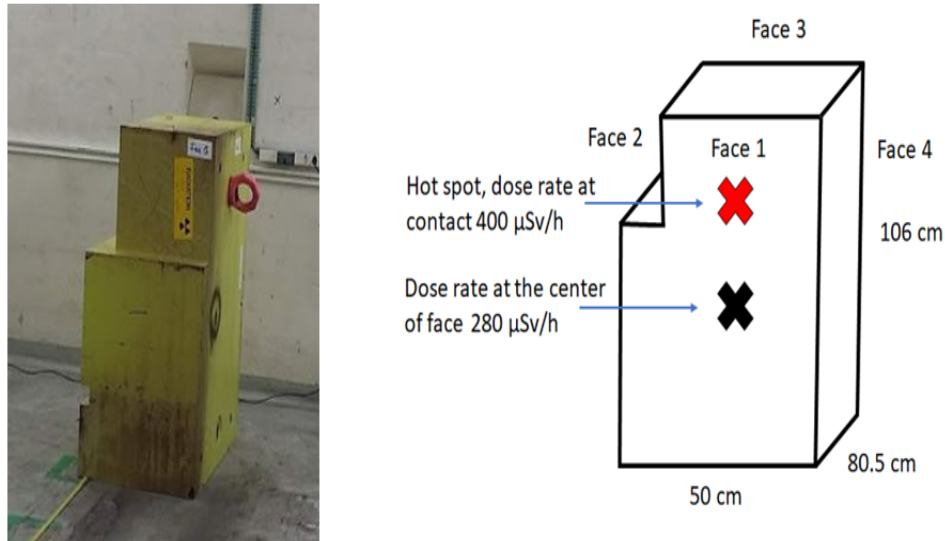 Face 3
Face 2
Face 1
Face 4
Hot spot, dose rate at
contact 400 μSv/h
106 cm
Dose rate at the center
of face 280 μSv/h
80.5 cm
50 cm